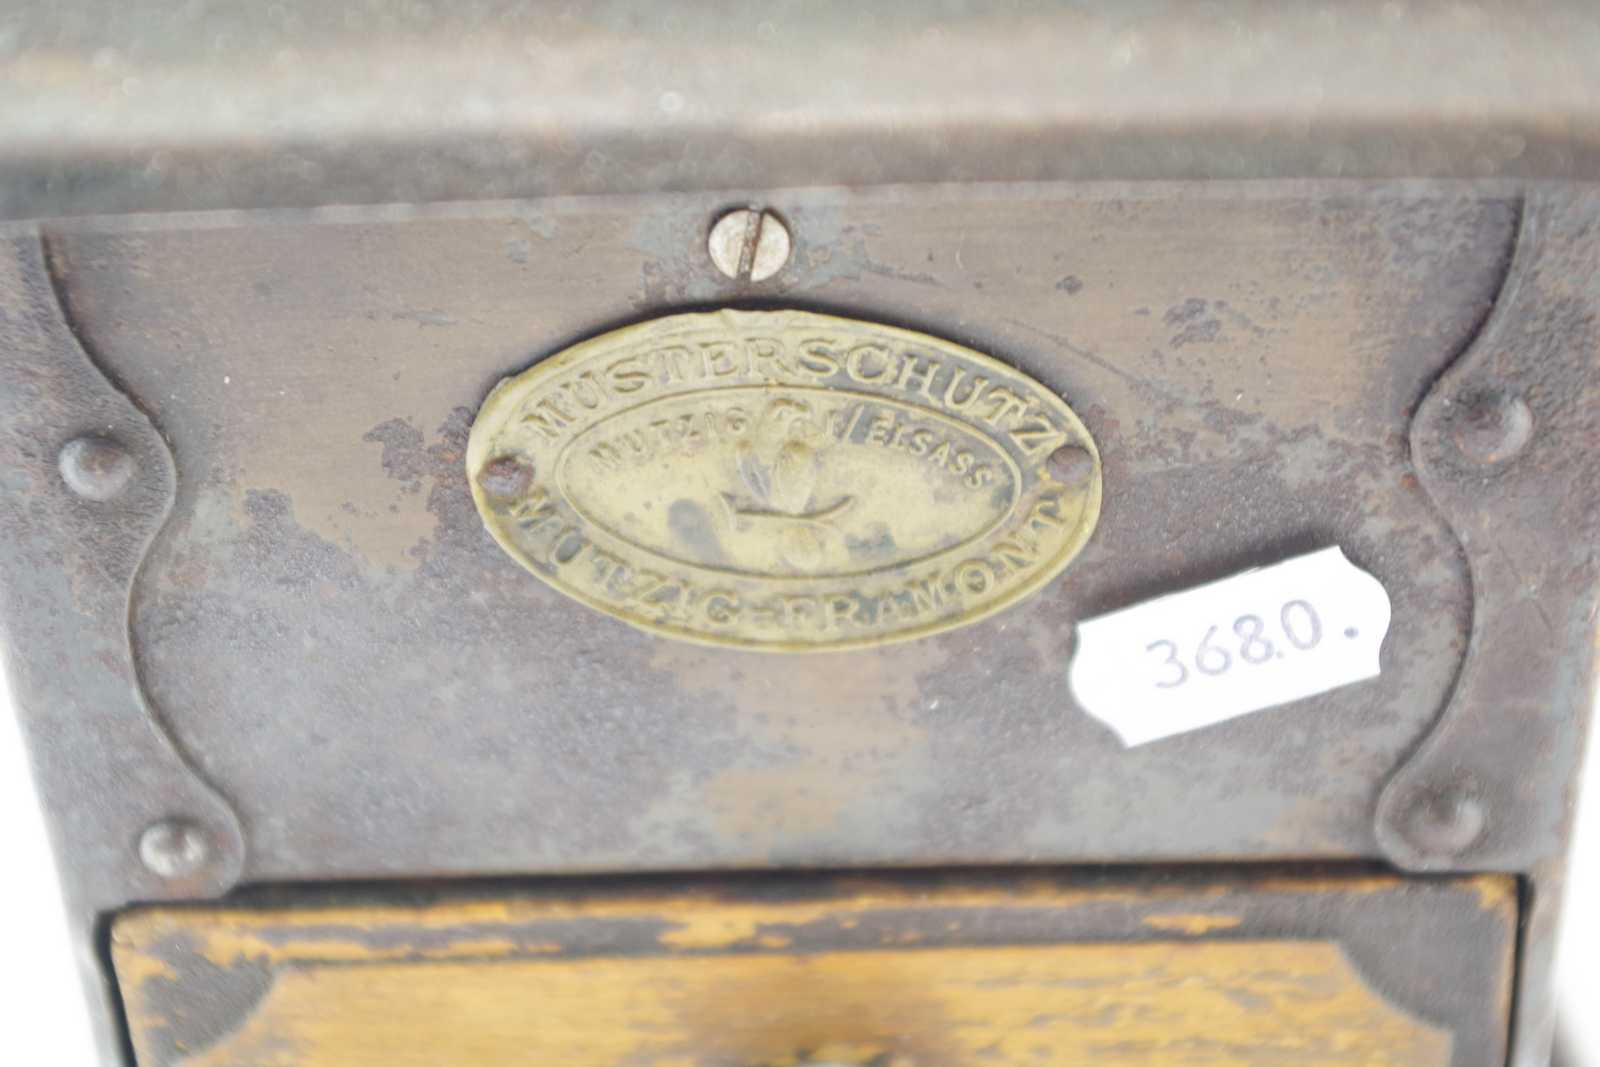 MUSTERSCHUTZ.
MUTZIG i/ElSASS
MUTZIG-FRAMONT
3680.